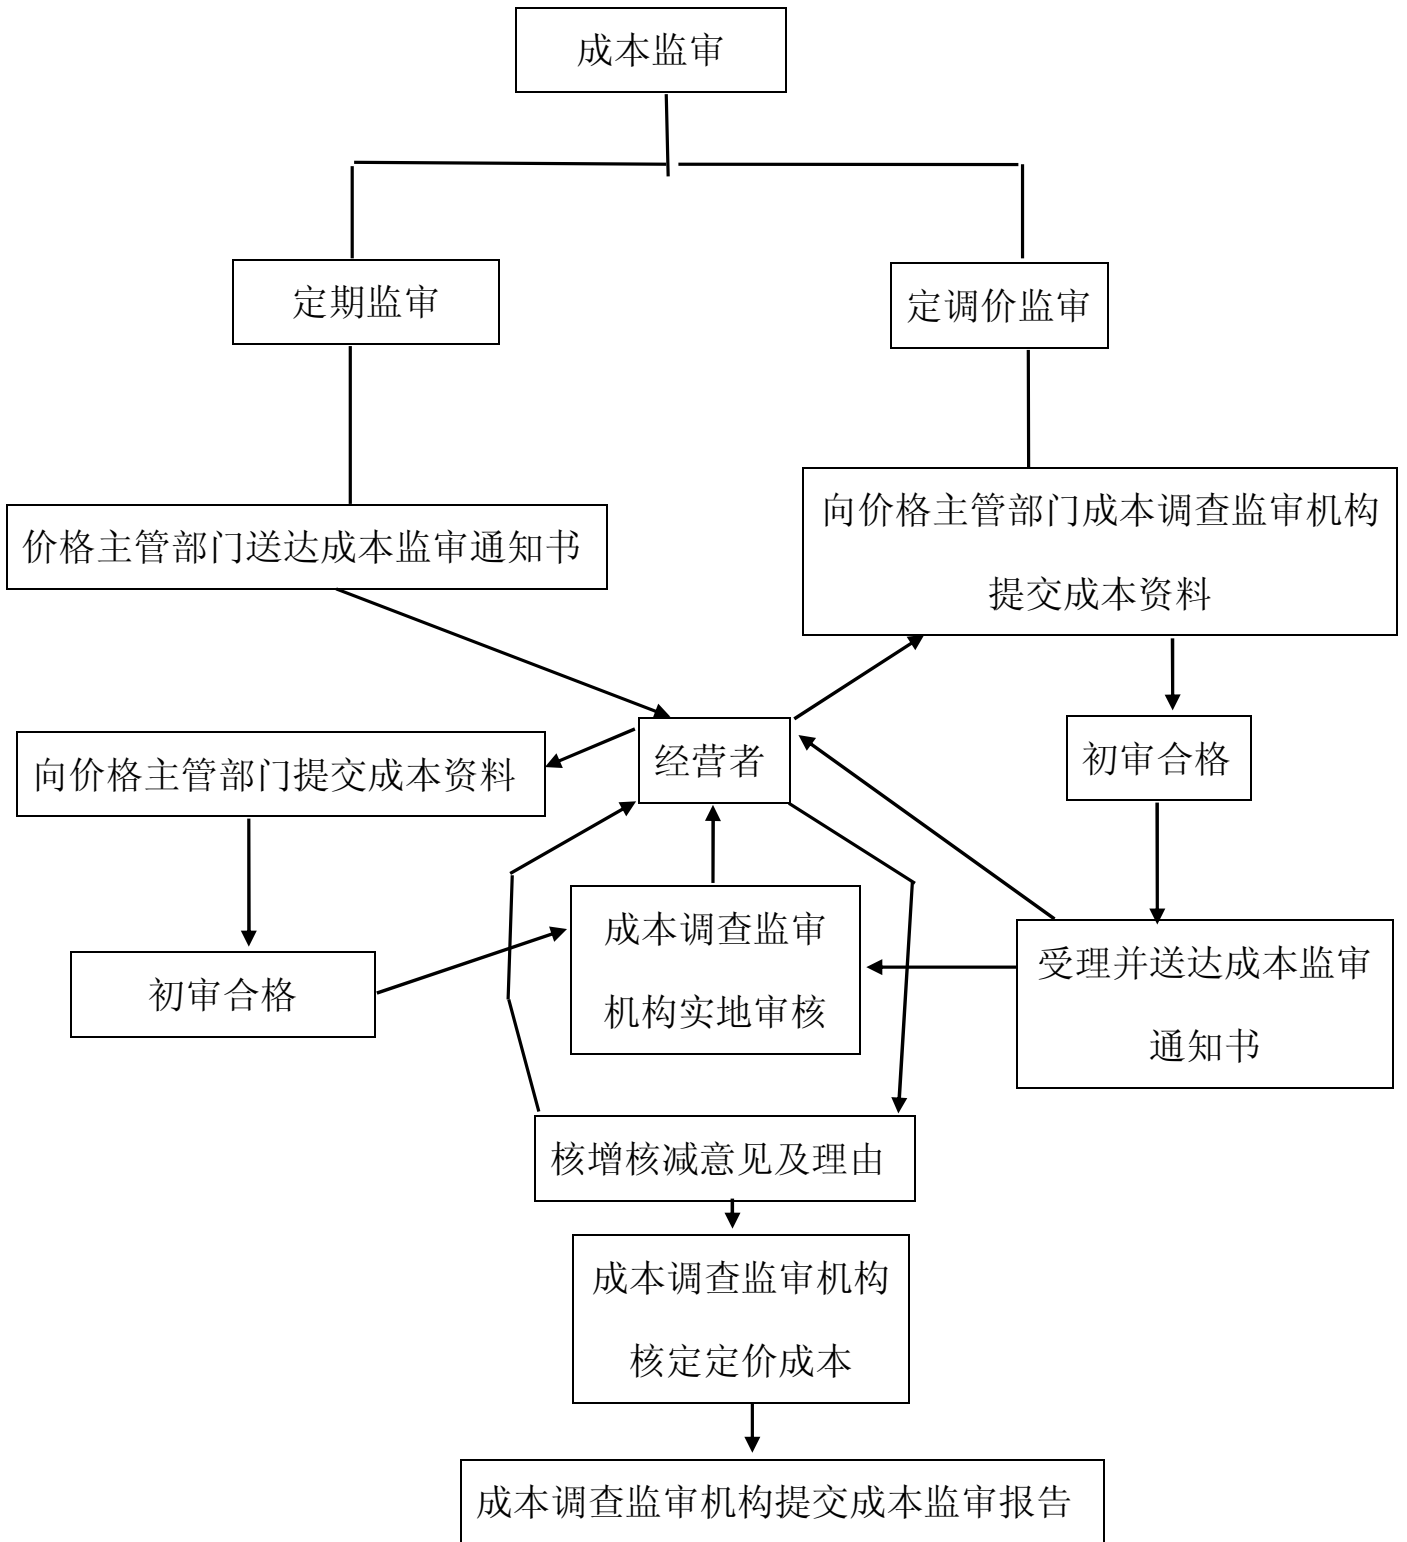 成本监审
定期监审
定调价监审
向价格主管部门成本调查监审机构
提交成本资料
价格主管部门送达成本监审通知书
经营者
初审合格
向价格主管部门提交成本资料
成本调查监审
机构实地审核
受理并送达成本监审
通知书
初审合格
核增核减意见及理由
成本调查监审机构
核定定价成本
成本调查监审机构提交成本监审报告